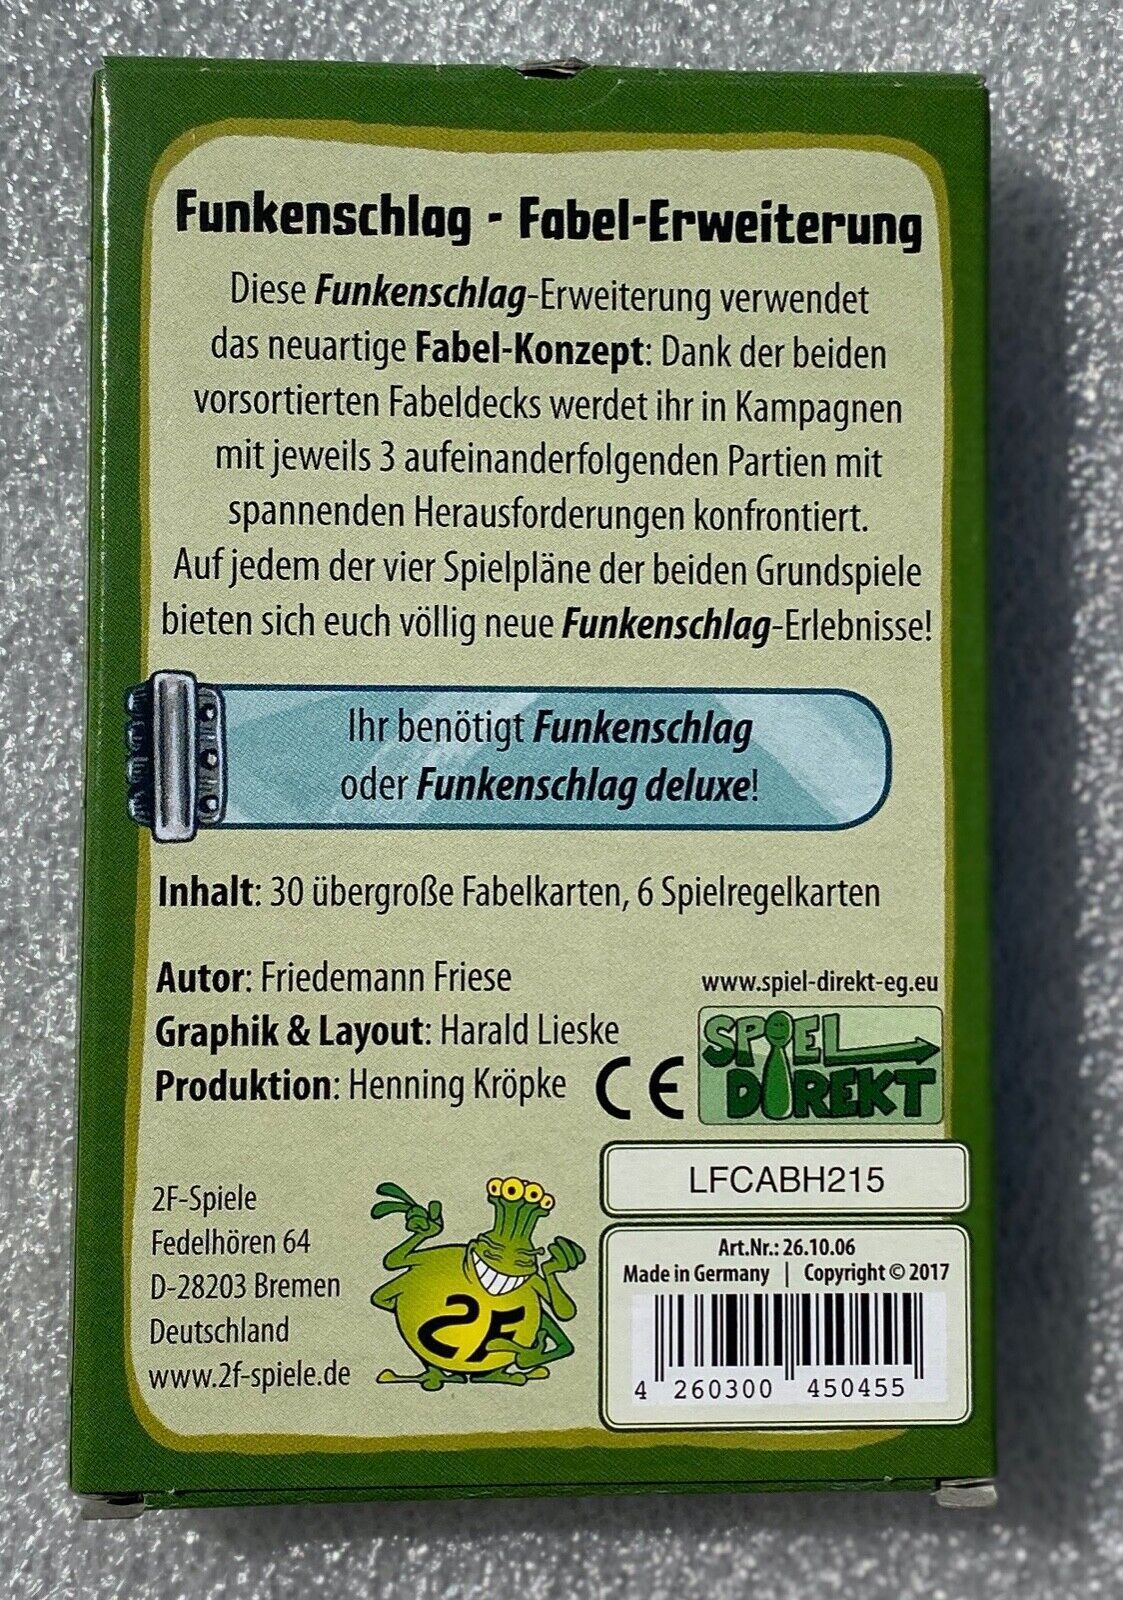 Funkenschlag - Fabel-Erweiterung
Diese Funkenschlag-Erweiterung verwendet
das neuartige Fabel-Konzept: Dank der beiden
vorsortierten Fabeldecks werdet ihr in Kampagnen
mit jeweils 3 aufeinanderfolgenden Partien mit
spannenden Herausforderungen konfrontiert.
Auf jedem der vier Spielpläne der beiden Grundspiele
bieten sich euch völlig neue Funkenschlag-Erlebnisse!
Ihr benötigt Funkenschlag
oder Funkenschlag deluxe!
Inhalt: 30 übergroße Fabelkarten, 6 Spielregelkarten
Autor: Friedemann Friese
Graphik & Layout: Harald Lieske
Produktion: Henning Kröpke
www.spiel-direkt-eg.eu
CE
SPIEL
DIREKT
2F-Spiele
Fedelhören 64
D-28203 Bremen
Deutschland
www.2f-spiele.de
2F
LFCABH215
Art.Nr.: 26.10.06
Made in Germany | Copyright © 2017
4 260300 450455